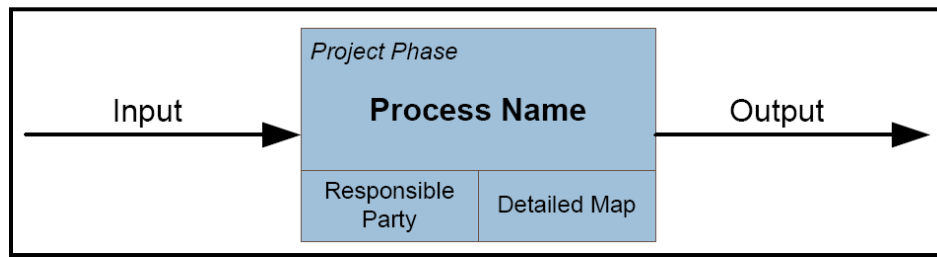 Project Phase
Input
Process Name
Output
Responsible
Party
Detailed Map